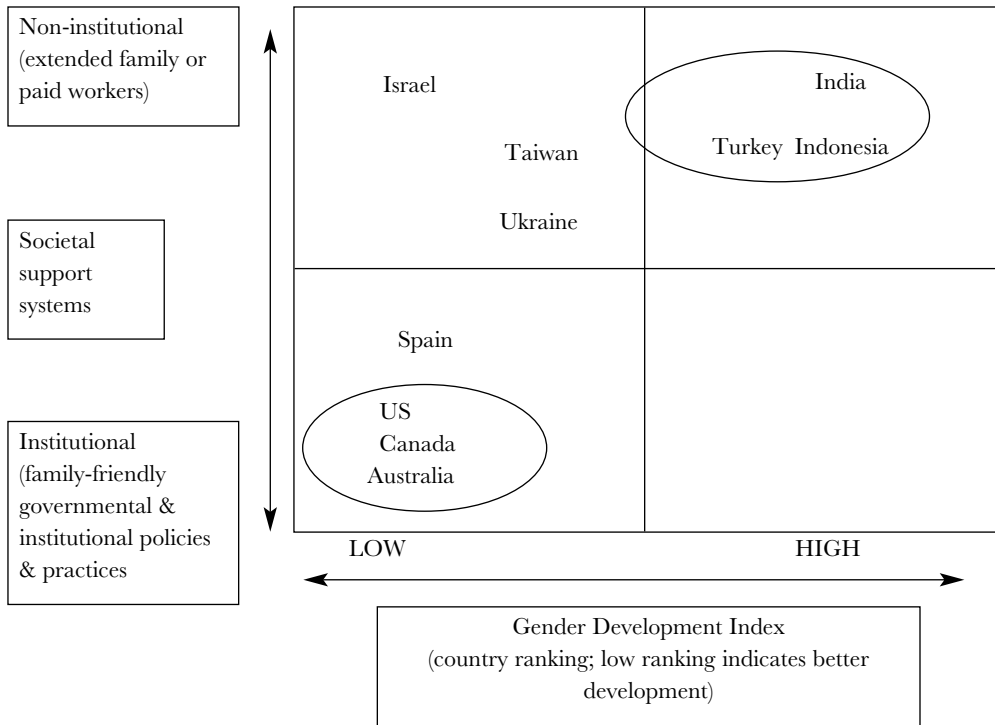 Non-institutional
(extended family or
paid workers)
Societal
support
systems
Institutional
(family-friendly
governmental &
institutional policies
& practices
Israel
India
Taiwan
Turkey Indonesia
Ukraine
Spain
US
Canada
Australia
LOW HIGH
Gender Development Index
(country ranking; low ranking indicates better
development)